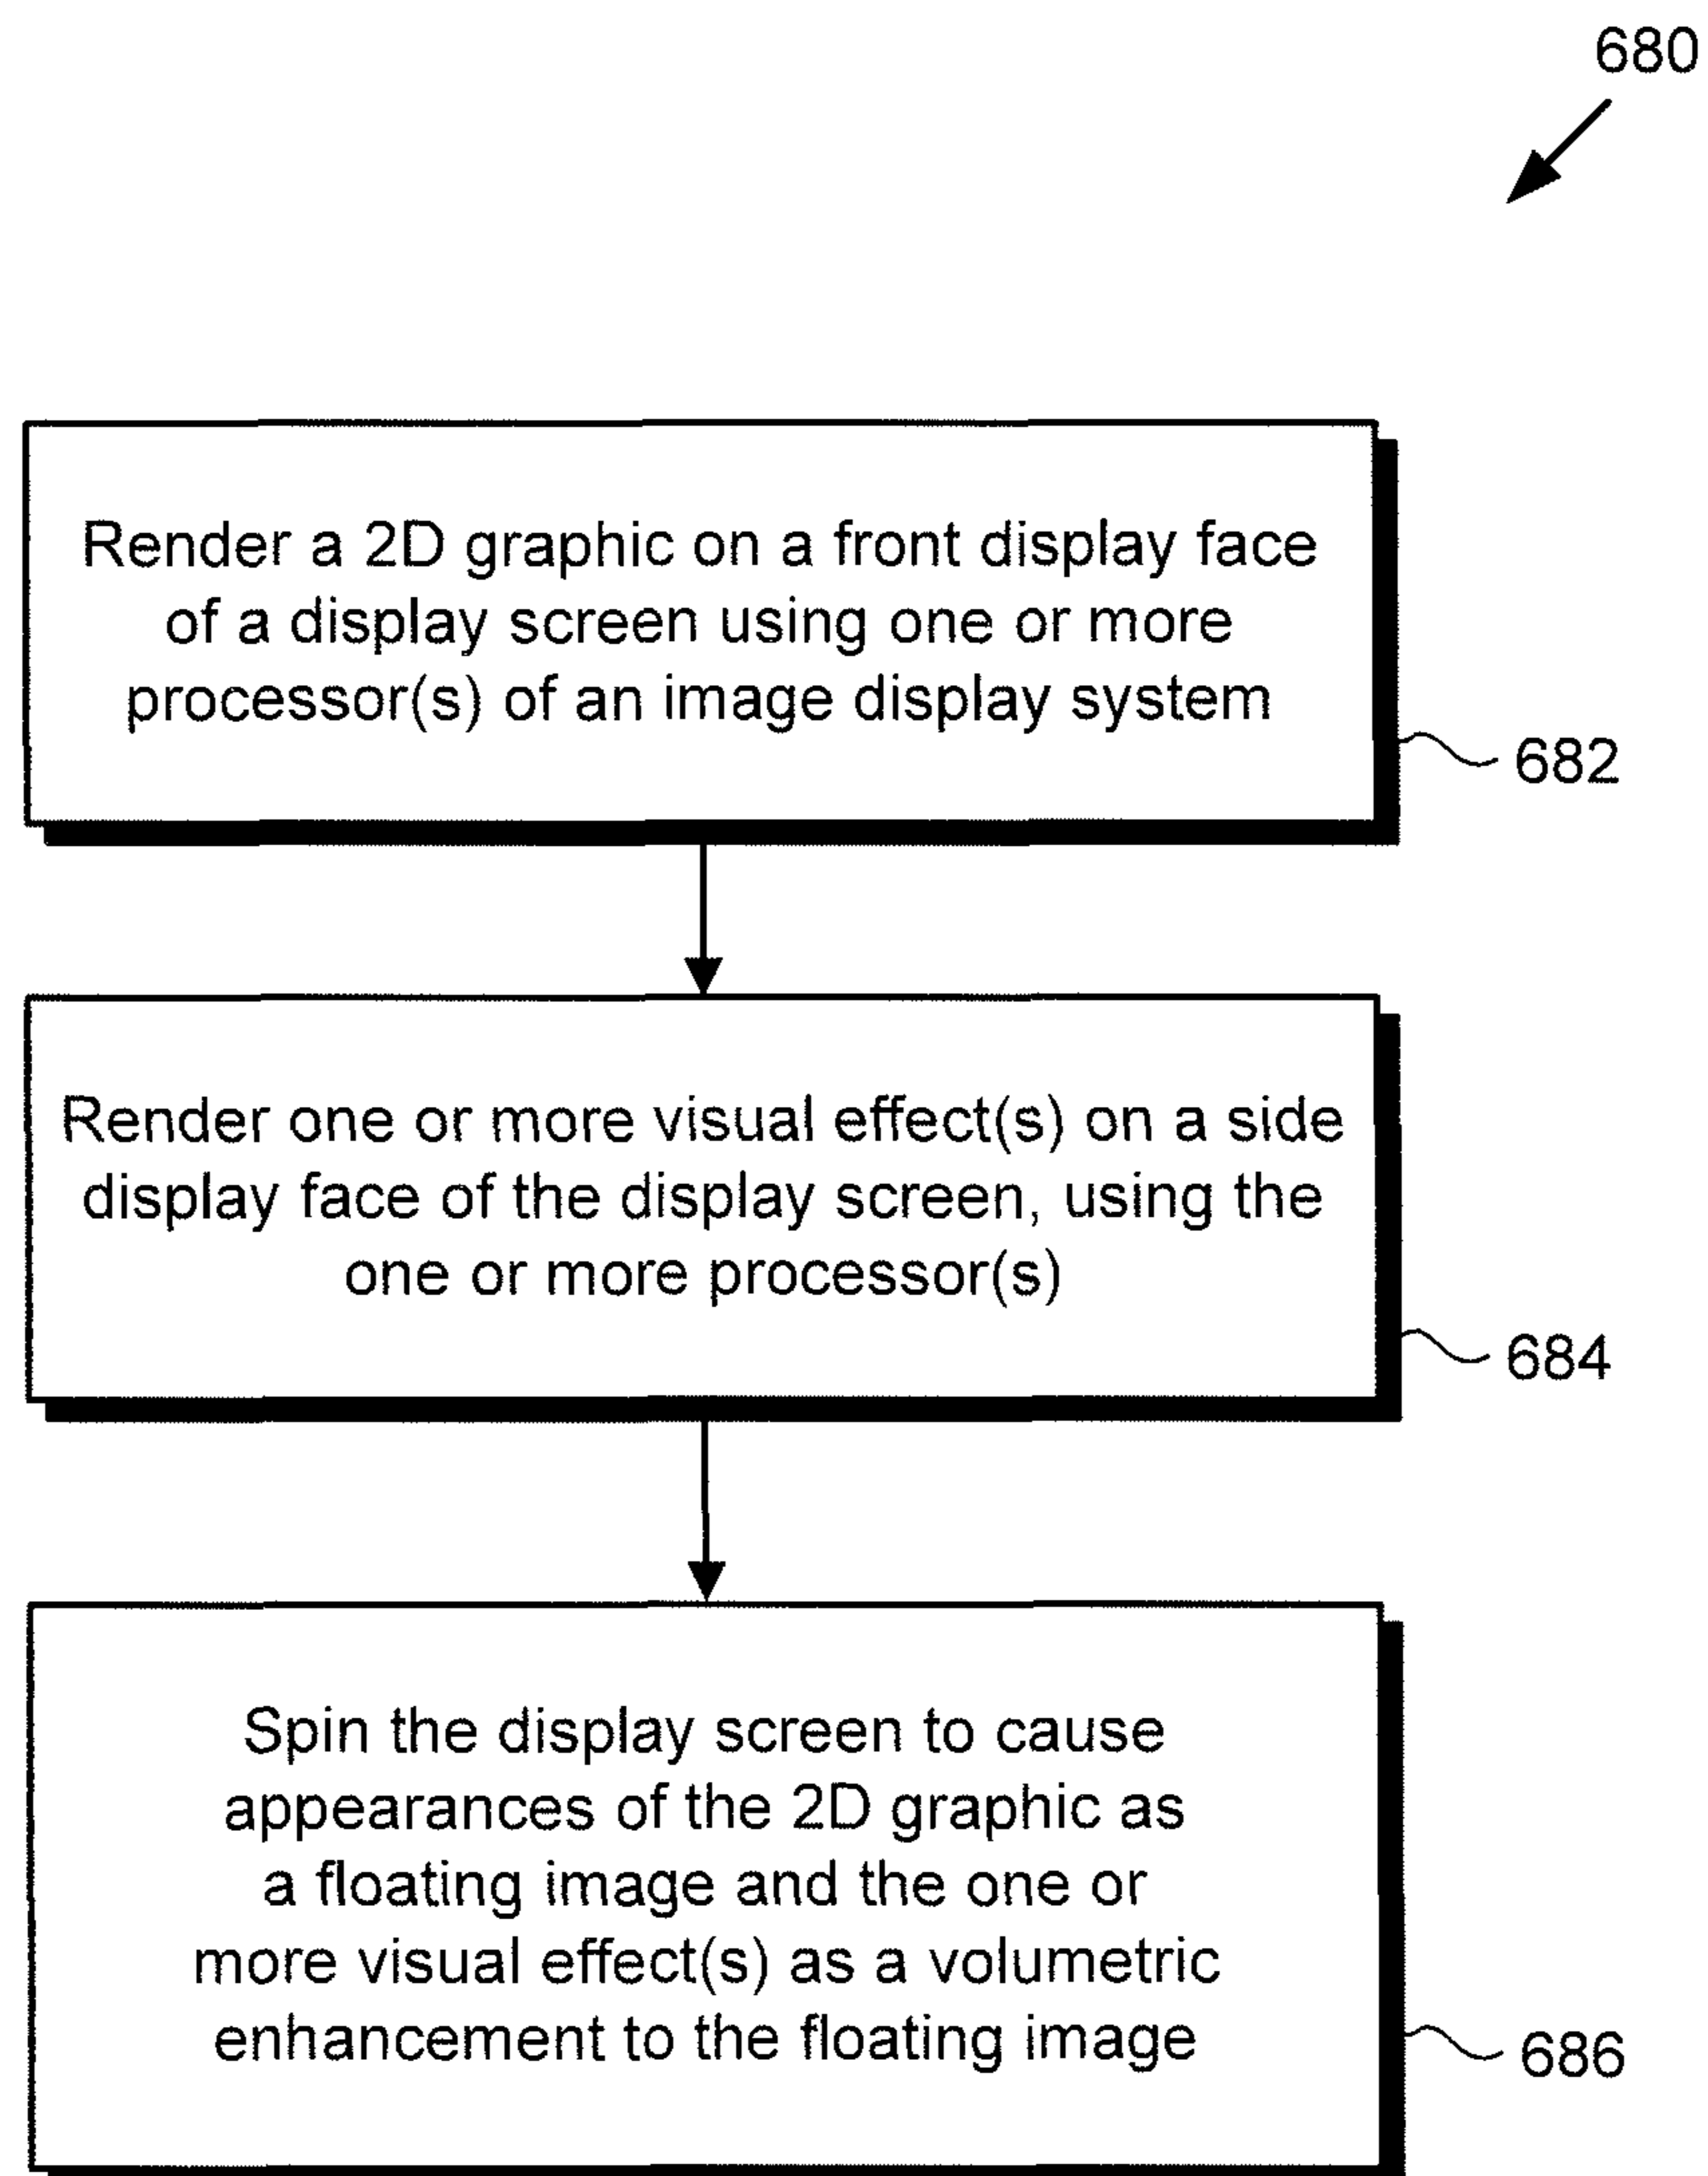 680
Render a 2D graphic on a front display face
of a display screen using one or more
processor(s) of an image display system
682
Render one or more visual effect(s) on a side
display face of the display screen, using the
one or more processor(s)
684
Spin the display screen to cause
appearances of the 2D graphic as
a floating image and the one or
more visual effect(s) as a volumetric
enhancement to the floating image
686